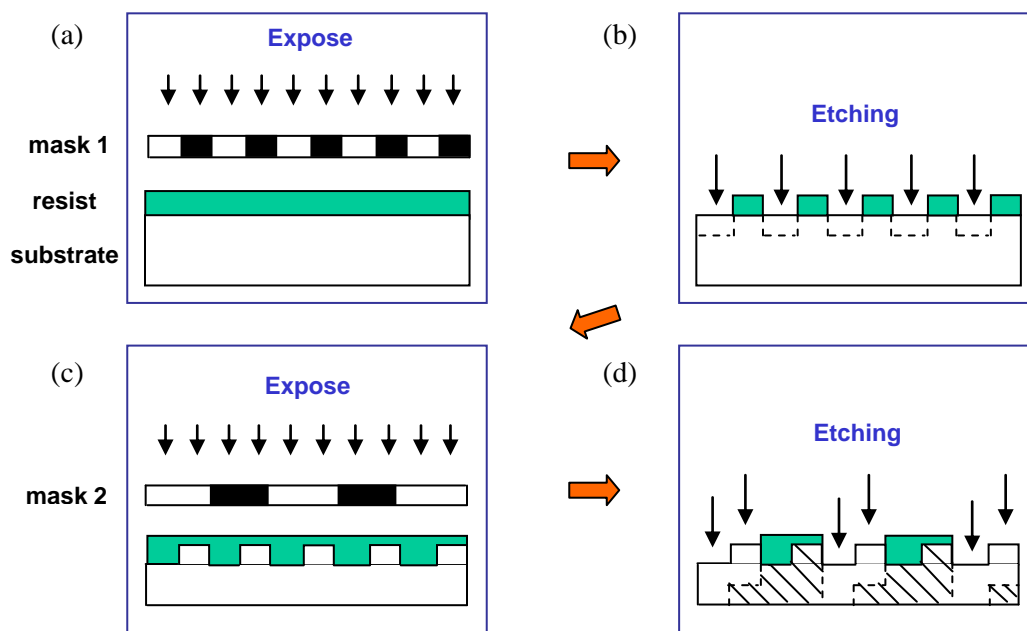 (a)
Expose
mask 1
resist
substrate
(b)
Etching
(c)
Expose
mask 2
(d)
Etching